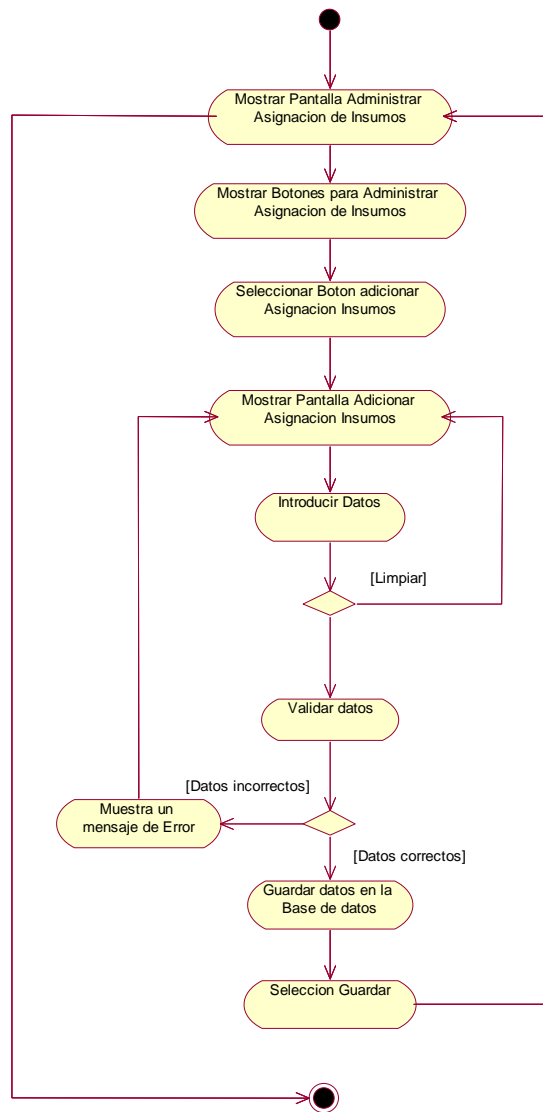 Mostrar Pantalla Administrar
Asignacion de Insumos
Mostrar Botones para Administrar
Asignacion de Insumos
Seleccionar Boton adicionar
Asignacion Insumos
Mostrar Pantalla Adicionar
Asignacion Insumos
Introducir Datos
[Limpiar]
Validar datos
[Datos incorrectos]
Muestra un
mensaje de Error
[Datos correctos]
Guardar datos en la
Base de datos
Seleccion Guardar